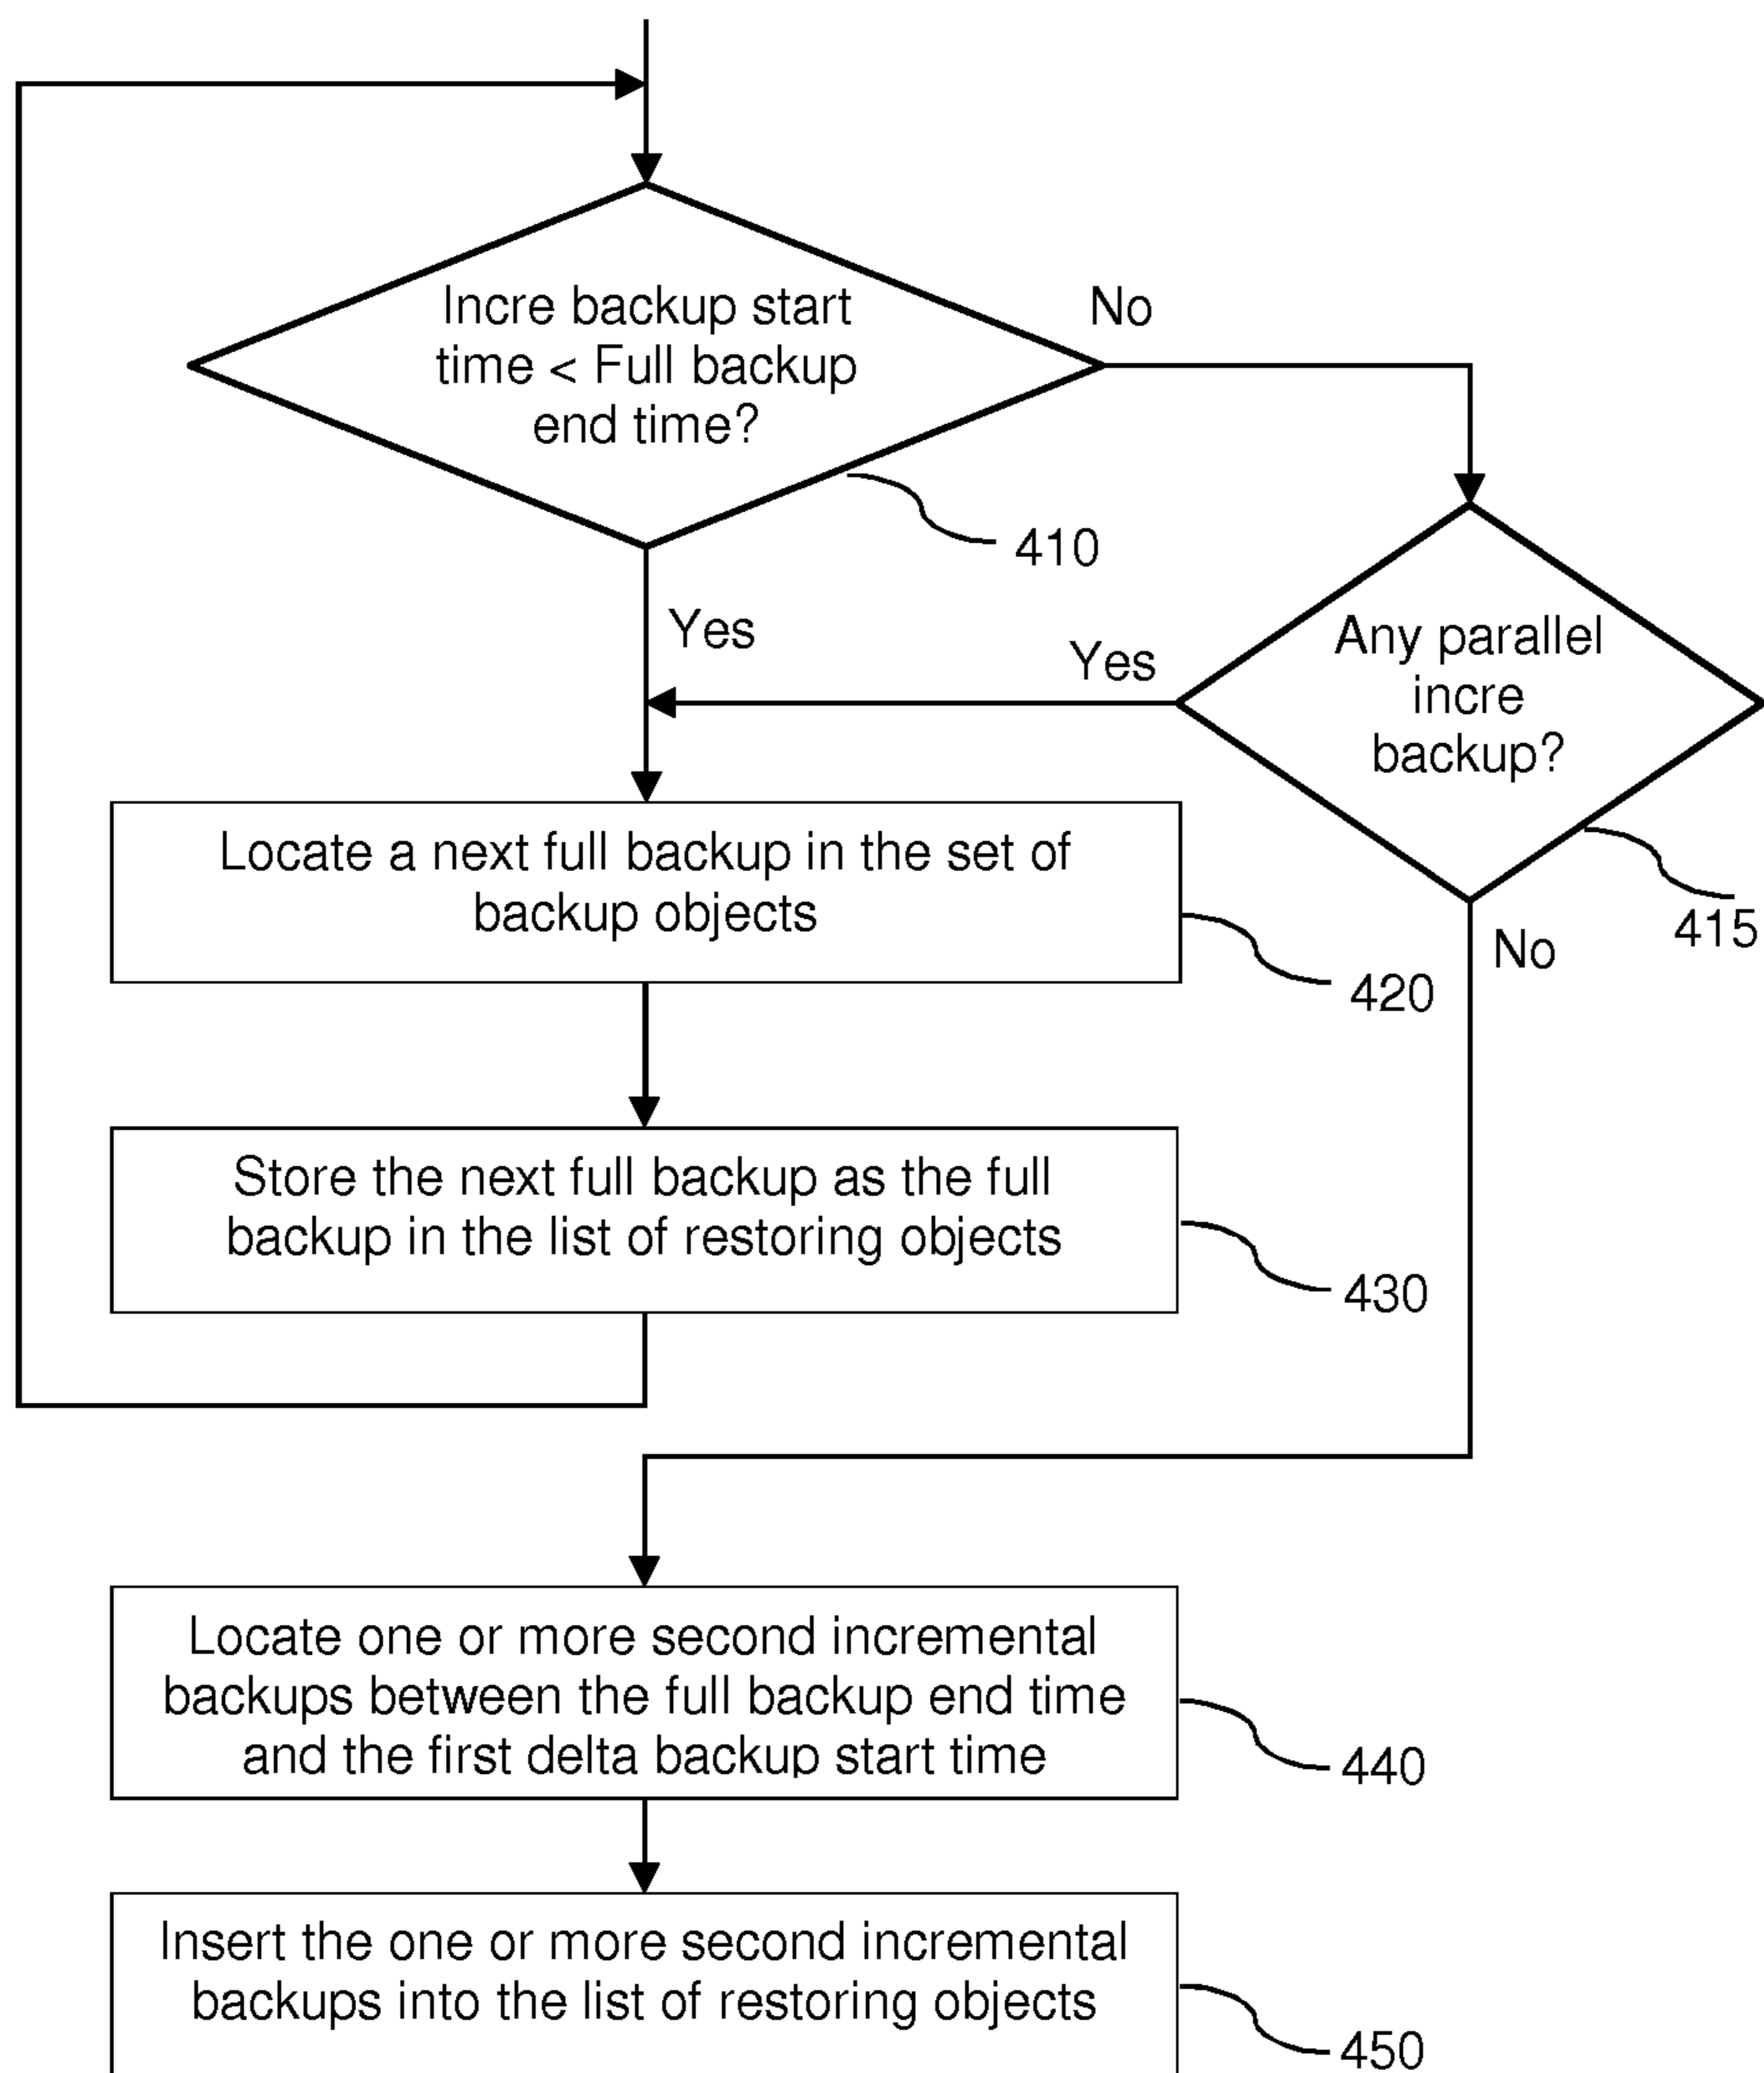 Incre backup start
time < Full backup
end time?
No
410
Yes
Yes
Any parallel
incre
backup?
415
No
Locate a next full backup in the set of
backup objects
420
Store the next full backup as the full
backup in the list of restoring objects
430
Locate one or more second incremental
backups between the full backup end time
and the first delta backup start time
440
Insert the one or more second incremental
backups into the list of restoring objects
450